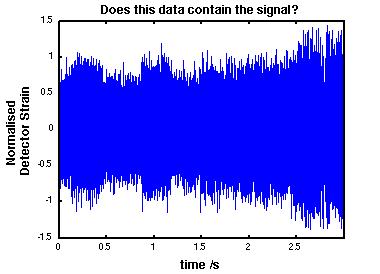 Does this data contain the signal?
1.5
1
0.5
0
-0.5
-1
-1.5
Normalised
Detector Strain
0 0.5 1 1.5 2 2.5
time /s